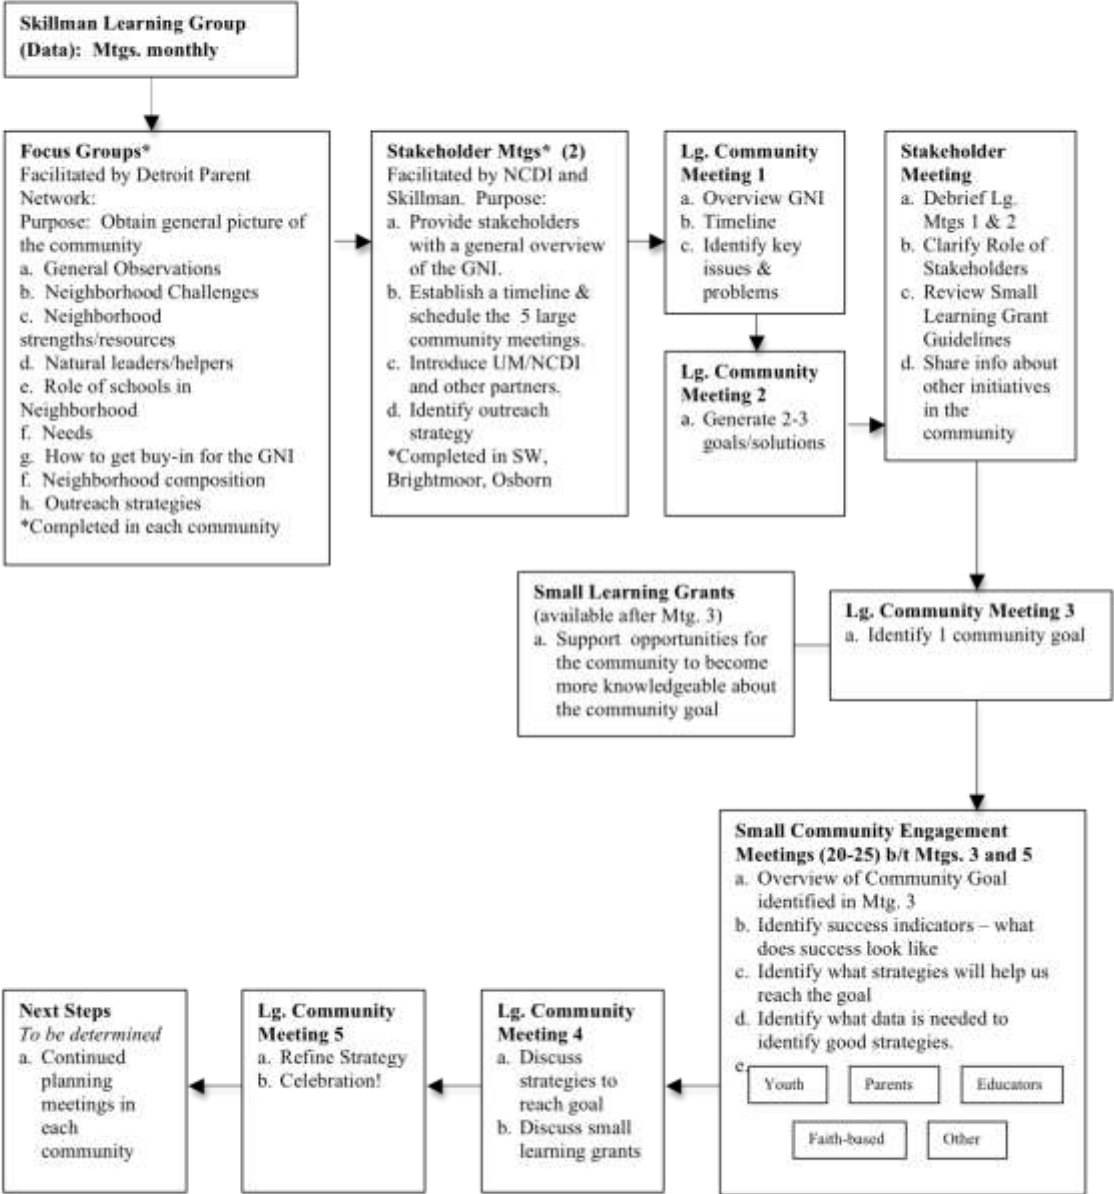 Skillman Learning Group
(Data): Mtgs. monthly
Focus Groups*
Facilitated by Detroit Parent
Network:
Purpose: Obtain general picture of
the community
a. General Observations
b. Neighborhood Challenges
c. Neighborhood
strengths/resources
d. Natural leaders/helpers
e. Role of schools in
Neighborhood
f. Needs
g. How to get buy-in for the GNI
f. Neighborhood composition
h. Outreach strategies
*Completed in each community
Stakeholder Mtgs* (2)
Facilitated by NCDI and
Skillman. Purpose:
a. Provide stakeholders
with a general overview
of the GNI.
b. Establish a timeline &
schedule the 5 large
community meetings.
c. Introduce UM/NCDI
and other partners.
d. Identify outreach
strategy
*Completed in SW,
Brightmoor, Osborn
Lg. Community
Meeting 1
a. Overview GNI
b. Timeline
c. Identify key
issues &
problems
Lg. Community
Meeting 2
a. Generate 2-3
goals/solutions
Stakeholder
Meeting
a. Debrief Lg.
Mtgs 1 & 2
b. Clarify Role of
Stakeholders
c. Review Small
Learning Grant
Guidelines
d. Share info about
other initiatives
in the
community
Lg. Community Meeting 3
a. Identify 1 community goal
Small Learning Grants
(available after Mtg. 3)
a. Support opportunities for
the community to become
more knowledgeable about
the community goal
Small Community Engagement
Meetings (20-25) b/t Mtgs. 3 and 5
a. Overview of Community Goal
identified in Mtg. 3
b. Identify success indicators – what
does success look like
c. Identify what strategies will help us
reach the goal
d. Identify what data is needed to
identify good strategies.
e.
Youth
Parents
Educators
Faith-based
Other
Lg. Community
Meeting 4
a. Discuss
strategies to
reach goal
b. Discuss small
learning grants
Lg. Community
Meeting 5
a. Refine Strategy
b. Celebration!
Next Steps
To be determined
a. Continued
planning
meetings in
each
community